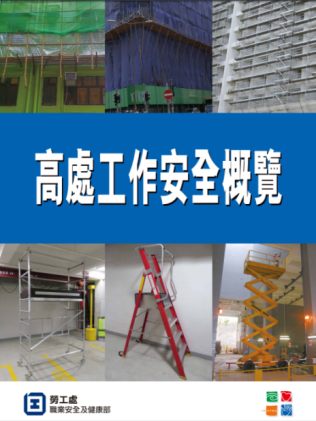 高處工作安全概覽
勞工處
職業安全及健康部